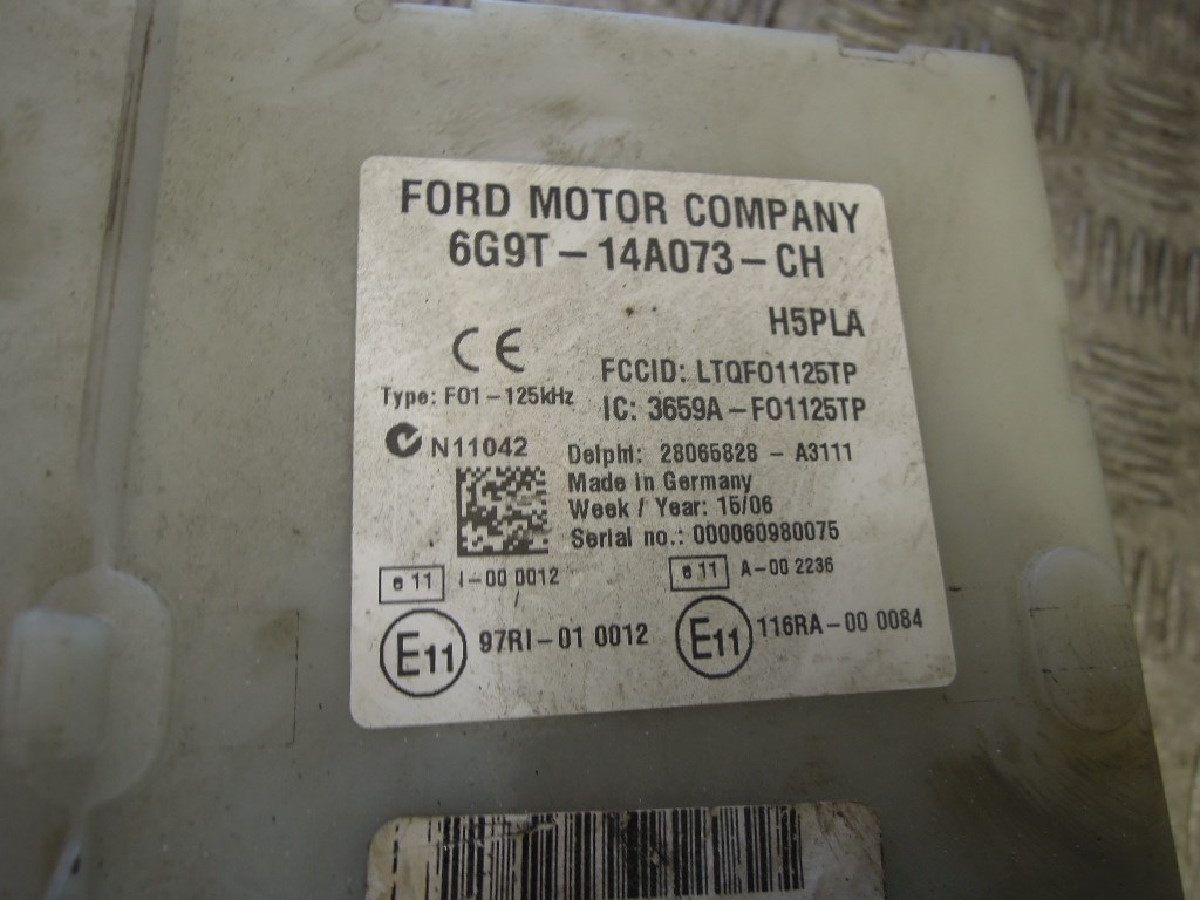 FORD MOTOR COMPANY
6G9T - 14A073 - CH
H5PLA
CE
FCCID: LTQFO1125TP
Type: FO1 - 125kHz
IC: 3659A - FO1125TP
N11042
Delphi: 28065828 - A3111
Made in Germany
Week / Year: 15/06
Serial no.: 000060980075
e 11 I-00 0012
e 11 A-00 2236
E11 97RI-01 0012
E11 116RA-00 0084